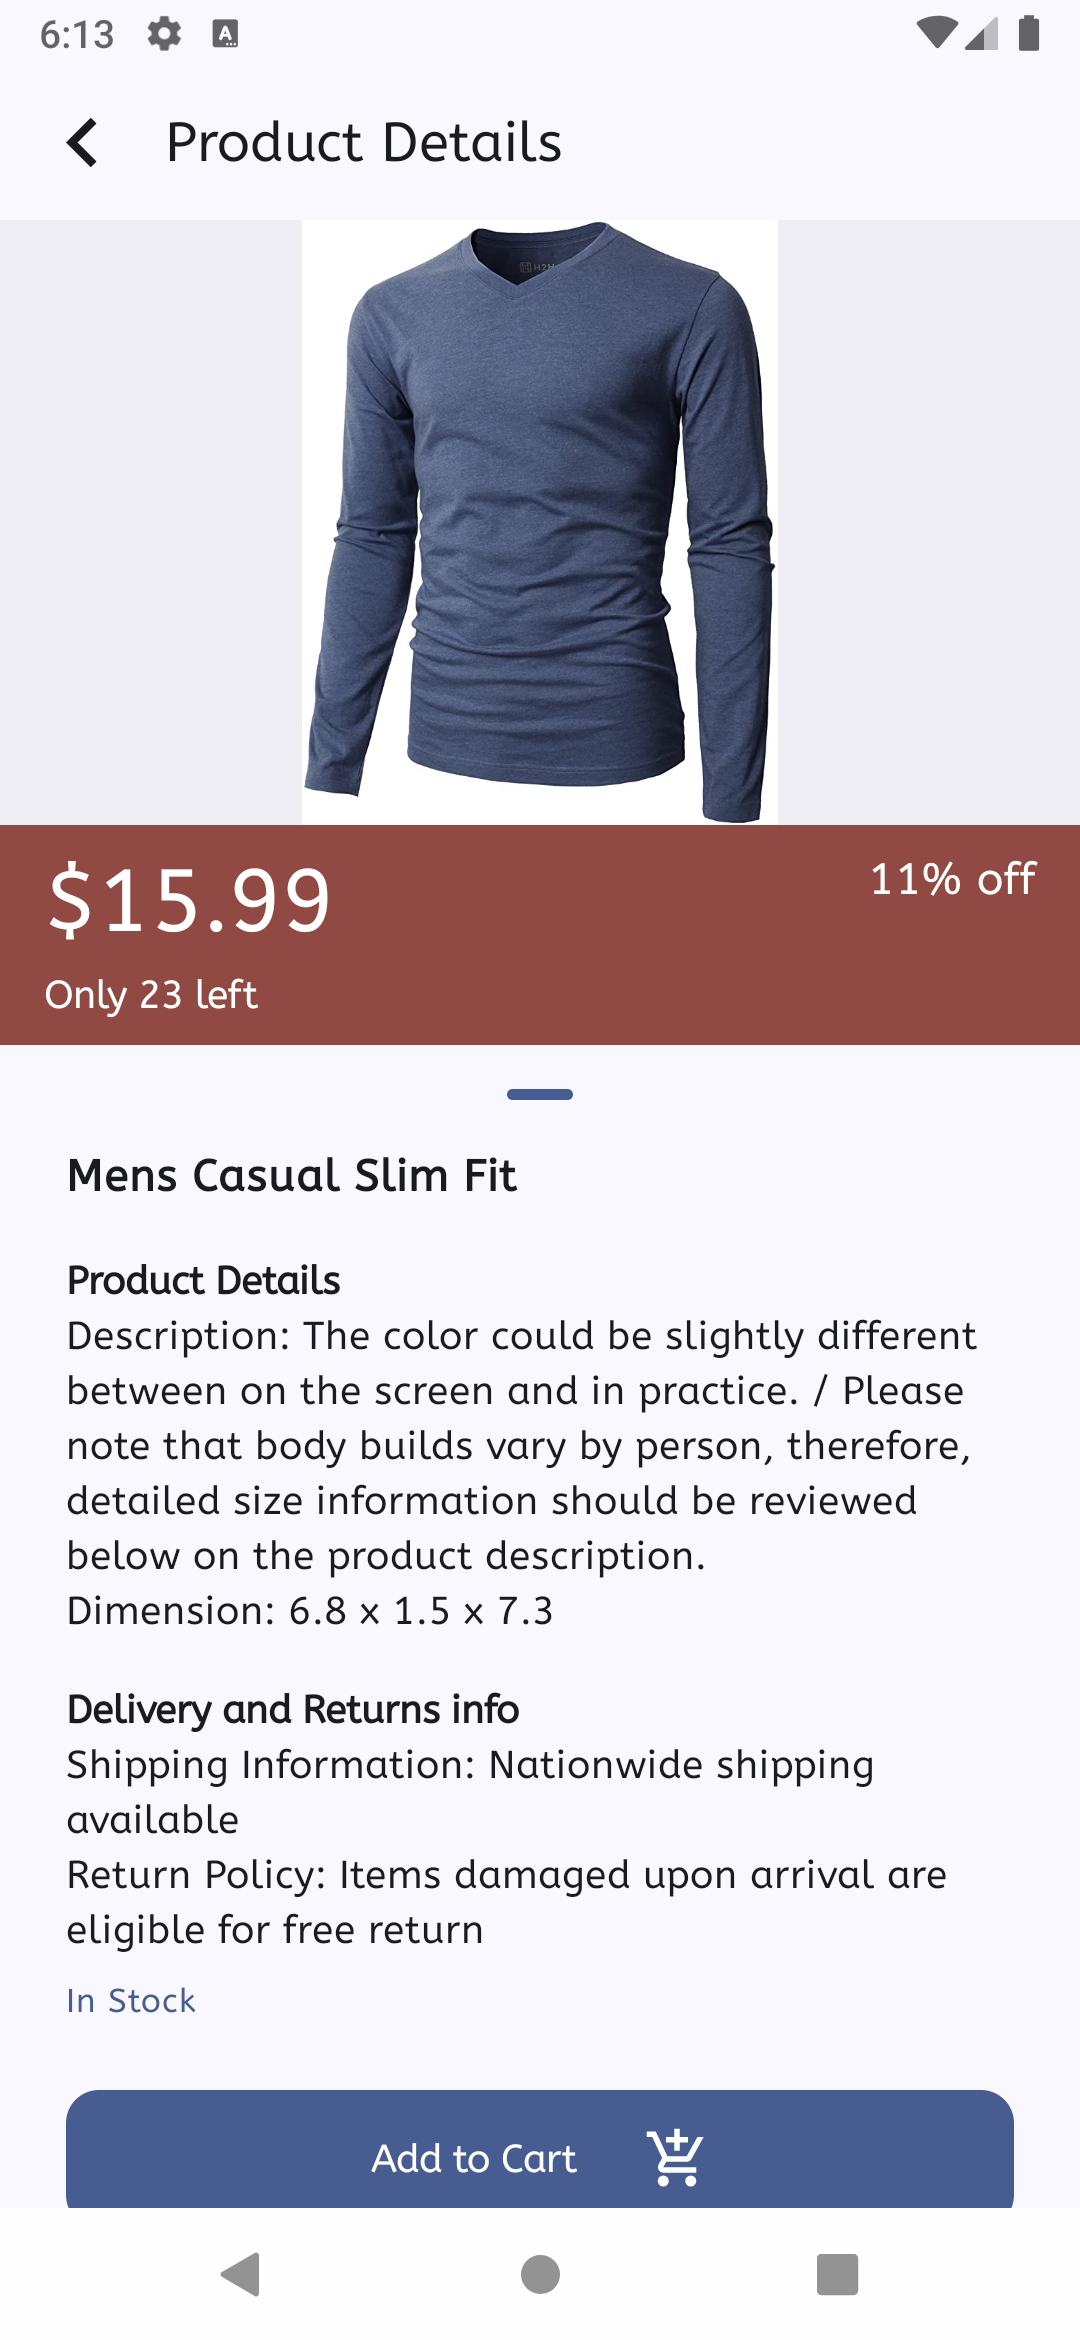 6:13
Product Details
$15.99
11% off
Only 23 left
Mens Casual Slim Fit
Product Details
Description: The color could be slightly different
between on the screen and in practice. / Please
note that body builds vary by person, therefore,
detailed size information should be reviewed
below on the product description.
Dimension: 6.8 x 1.5 x 7.3
Delivery and Returns info
Shipping Information: Nationwide shipping
available
Return Policy: Items damaged upon arrival are
eligible for free return
In Stock
Add to Cart